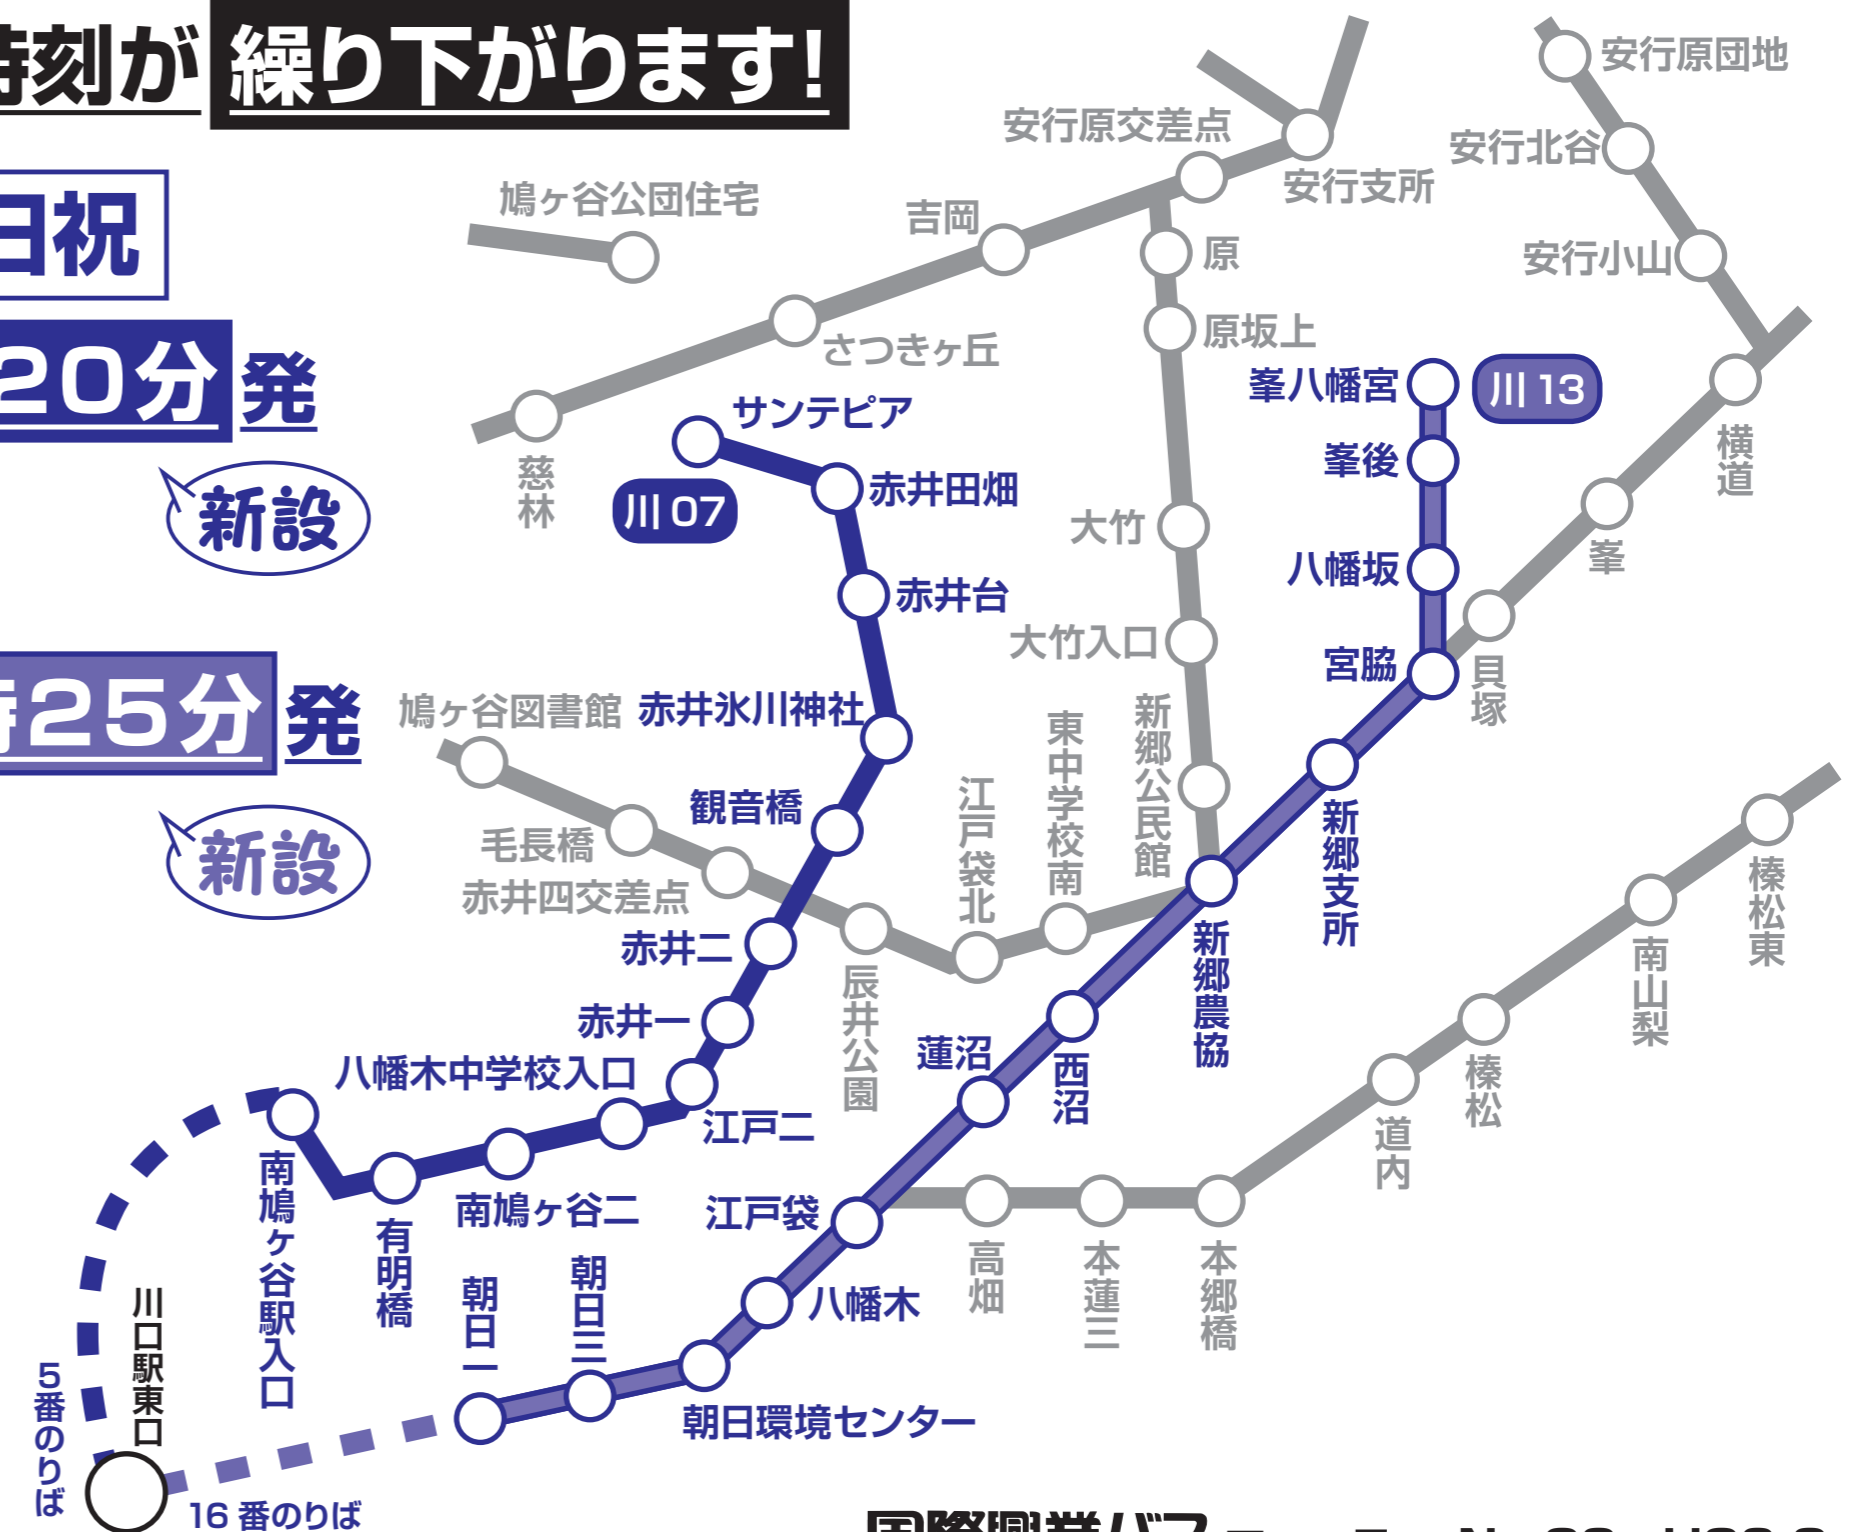 時刻が 繰り下がります!
日祝
20分 発
新設
時25分 発
新設
安行原団地
安行原交差点
安行北谷
安行支所
鳩ヶ谷公団住宅
吉岡
原
安行小山
さつきヶ丘
原坂上
峯八幡宮
川13
サンテピア
慈林
川07
赤井田畑
峯後
横道
大竹
峯
八幡坂
赤井台
大竹入口
宮脇
貝塚
鳩ヶ谷図書館
赤井氷川神社
東中学校南
新郷公民館
江戸袋北
観音橋
新郷支所
毛長橋
赤井四交差点
榛松東
赤井二
辰井公園
新郷農協
南山梨
赤井一
蓮沼
西沼
榛松
八幡木中学校入口
江戸二
道内
南鳩ヶ谷駅入口
有明橋
南鳩ヶ谷二
江戸袋
高畑
本蓮三
本郷橋
朝日一
朝日三
八幡木
朝日環境センター
川口駅東口
5番のりば
16番のりば
国際興業バス